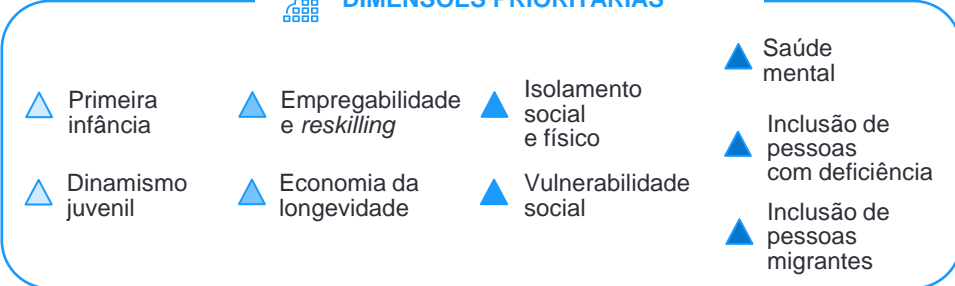 DIMENSÕES PRIORITÁRIAS
Primeira
infância
Dinamismo
juvenil
Empregabilidade
e reskilling
Economia da
longevidade
Isolamento
social
e físico
Vulnerabilidade
social
Saúde
mental
Inclusão de
pessoas
com deficiência
Inclusão de
pessoas
migrantes